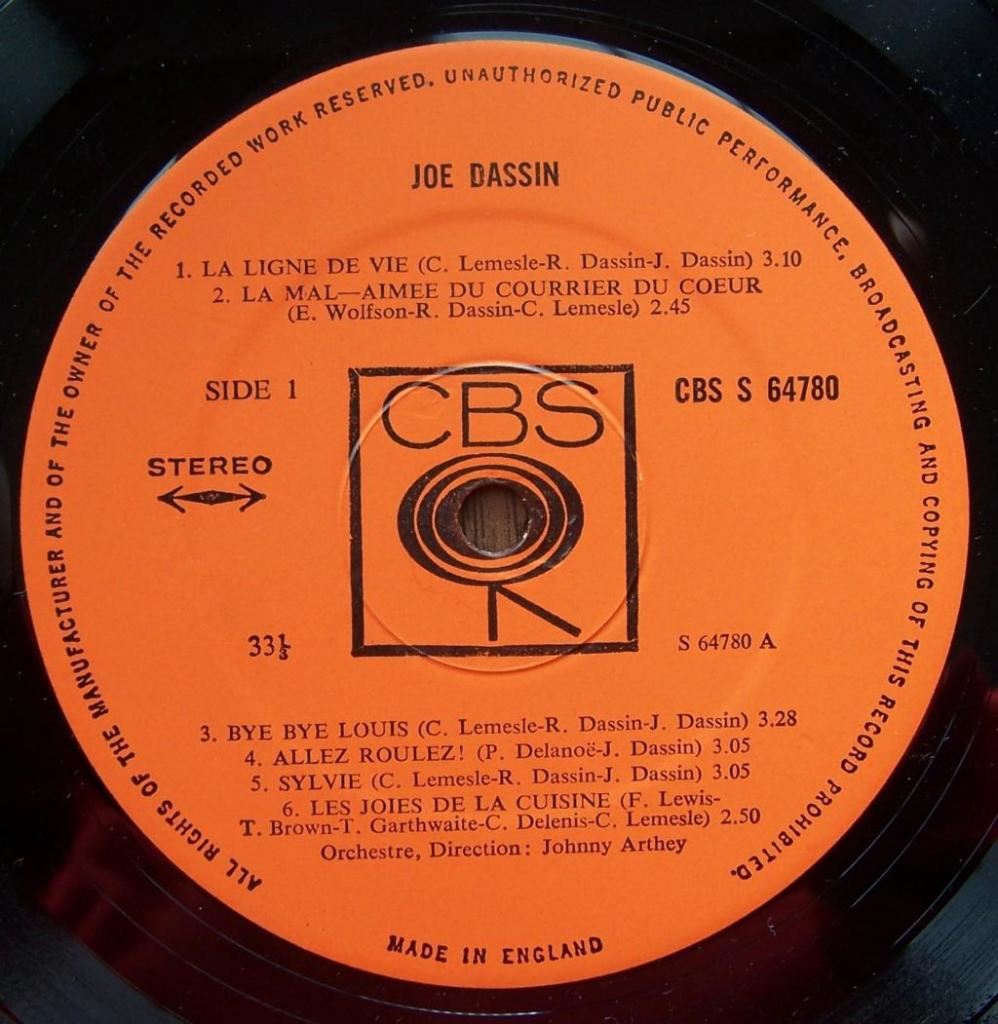 ALL RIGHTS OF THE MANUFACTURER AND OF THE OWNER OF THE RECORDED WORK RESERVED. UNAUTHORIZED PUBLIC PERFORMANCE, BROADCASTING AND COPYING OF THIS RECORD PROHIBITED.
JOE DASSIN
1. LA LIGNE DE VIE (C. Lemesle-R. Dassin-J. Dassin) 3.10
2. LA MAL—AIMEE DU COURRIER DU COEUR
(E. Wolfson-R. Dassin-C. Lemesle) 2.45
SIDE 1
CBS
CBS S 64780
STEREO
33⅓
S 64780 A
3. BYE BYE LOUIS (C. Lemesle-R. Dassin-J. Dassin) 3.28
4. ALLEZ ROULEZ! (P. Delanoë-J. Dassin) 3.05
5. SYLVIE (C. Lemesle-R. Dassin-J. Dassin) 3.05
6. LES JOIES DE LA CUISINE (F. Lewis-
T. Brown-T. Garthwaite-C. Delenis-C. Lemesle) 2.50
Orchestre, Direction: Johnny Arthey
MADE IN ENGLAND